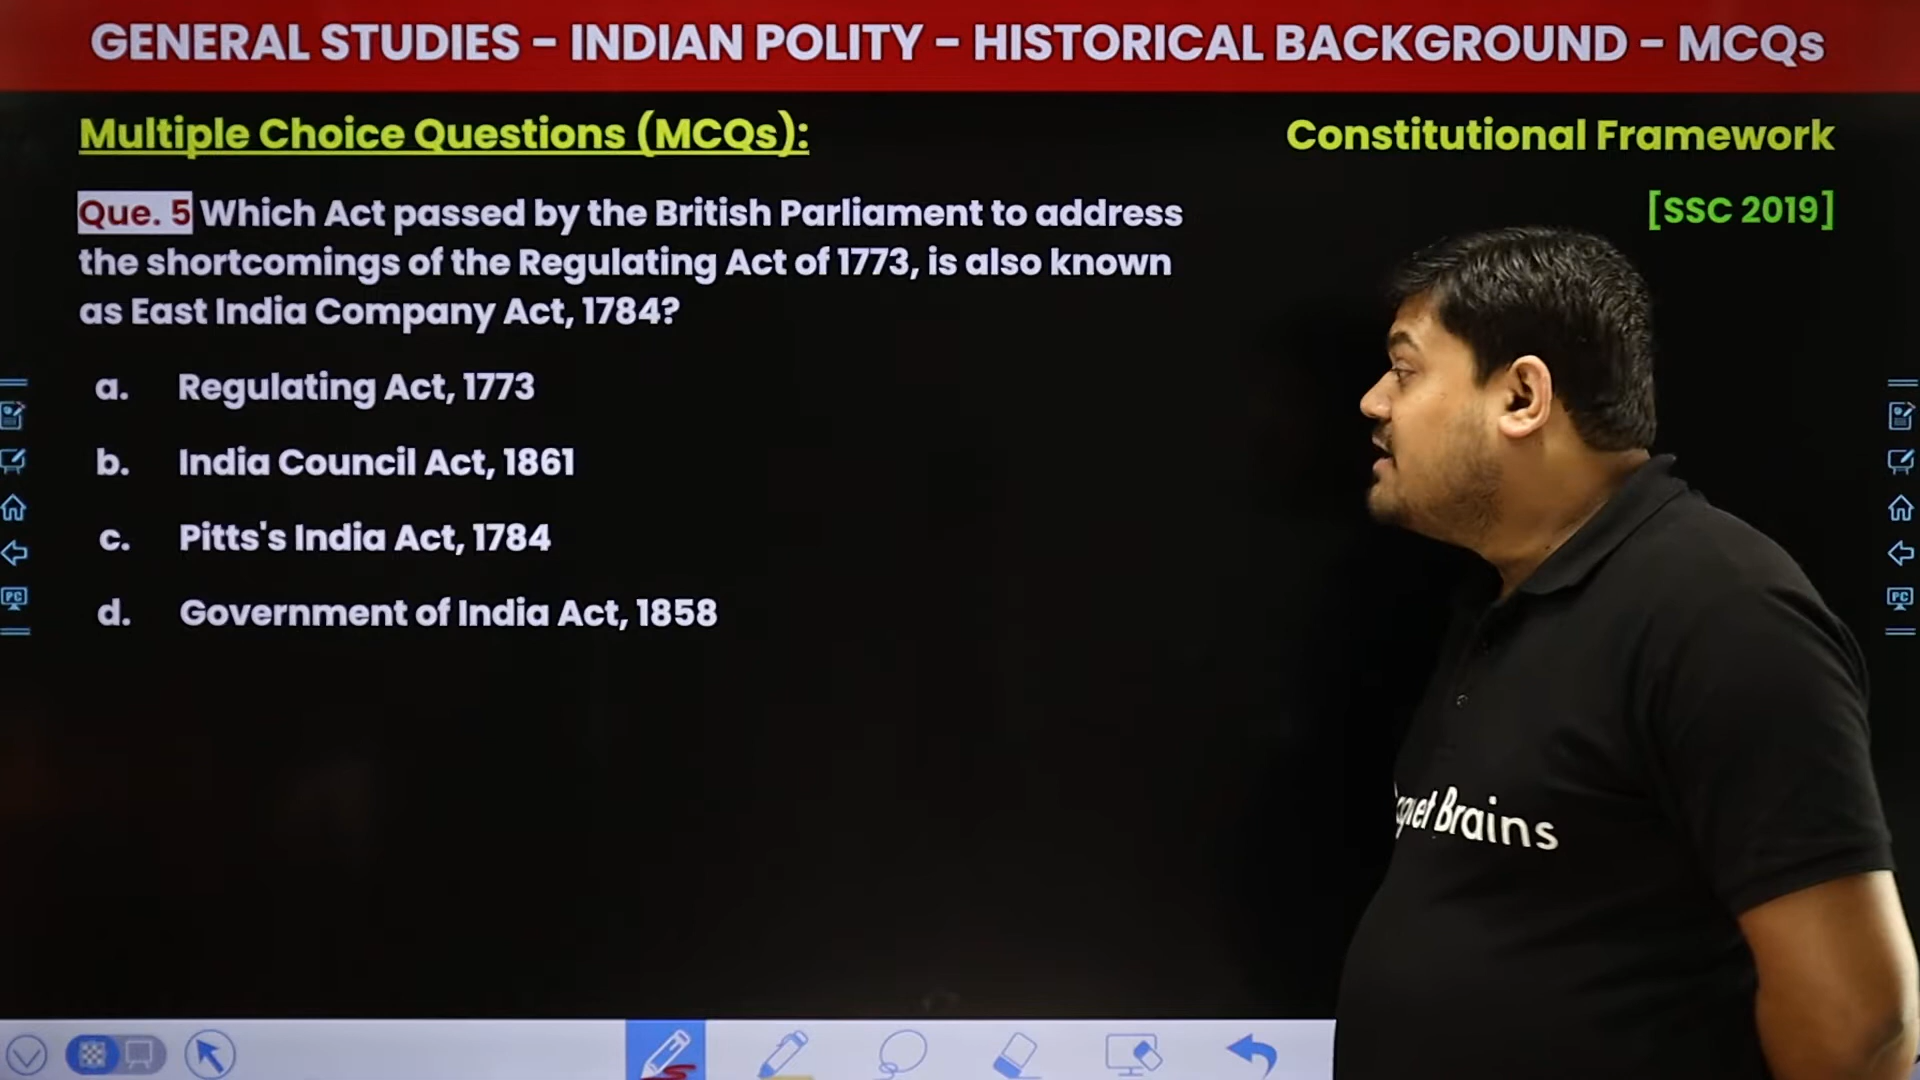 GENERAL STUDIES - INDIAN POLITY - HISTORICAL BACKGROUND - MCQs
Multiple Choice Questions (MCQs):
Constitutional Framework
Que. 5 Which Act passed by the British Parliament to address
[SSC 2019]
the shortcomings of the Regulating Act of 1773, is also known
as East India Company Act, 1784?
a. Regulating Act, 1773
b. India Council Act, 1861
c. Pitts's India Act, 1784
d. Government of India Act, 1858
Brains
PC
PC